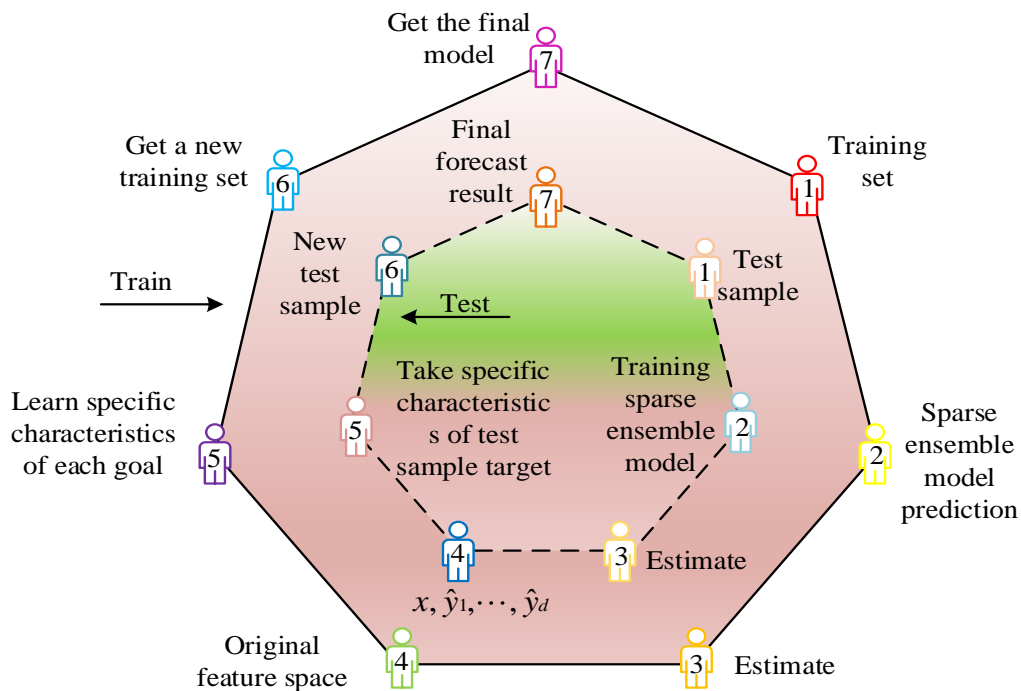 Get the final
model
7
Get a new
training set
6
Final
forecast
result
7
Training
set
1
New
test
sample
6
1
Test
sample
Train
Test
Learn specific
characteristics
of each goal
5
Take specific
characteristic
s of test
sample target
5
Training
sparse
ensemble
model
2
Sparse
ensemble
model
prediction
2
4
x, ŷ1,⋯, ŷd
3
Estimate
Original
feature space
4
3
Estimate